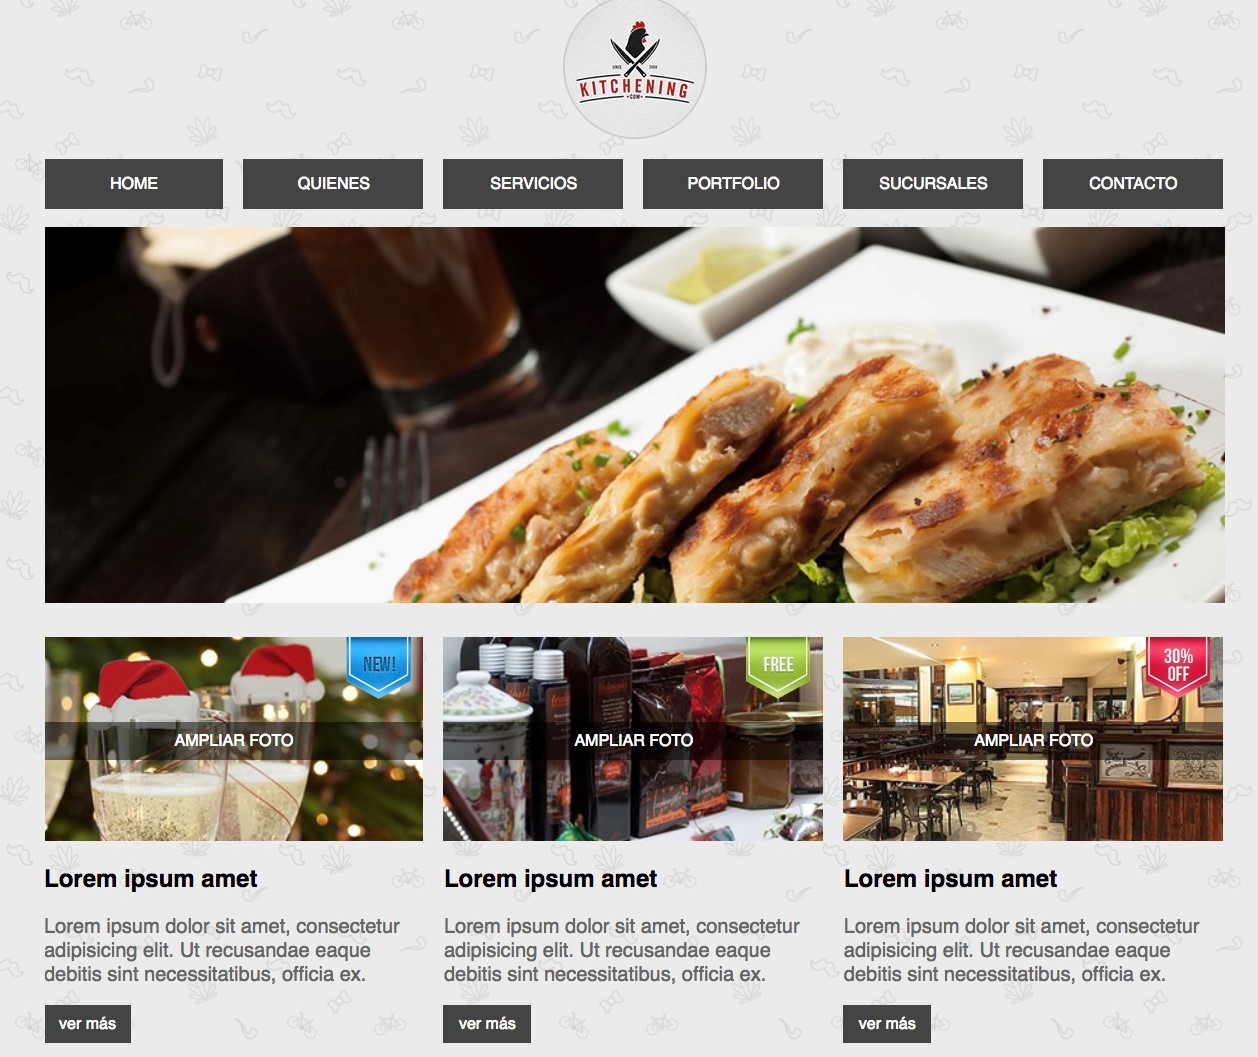 SINCE 2008
KITCHENING
•COM•
HOME
QUIENES
SERVICIOS
PORTFOLIO
SUCURSALES
CONTACTO
NEW!
AMPLIAR FOTO
FREE
AMPLIAR FOTO
30%
OFF
AMPLIAR FOTO
Lorem ipsum amet
Lorem ipsum dolor sit amet, consectetur
adipisicing elit. Ut recusandae eaque
debitis sint necessitatibus, officia ex.
ver más
Lorem ipsum amet
Lorem ipsum dolor sit amet, consectetur
adipisicing elit. Ut recusandae eaque
debitis sint necessitatibus, officia ex.
ver más
Lorem ipsum amet
Lorem ipsum dolor sit amet, consectetur
adipisicing elit. Ut recusandae eaque
debitis sint necessitatibus, officia ex.
ver más